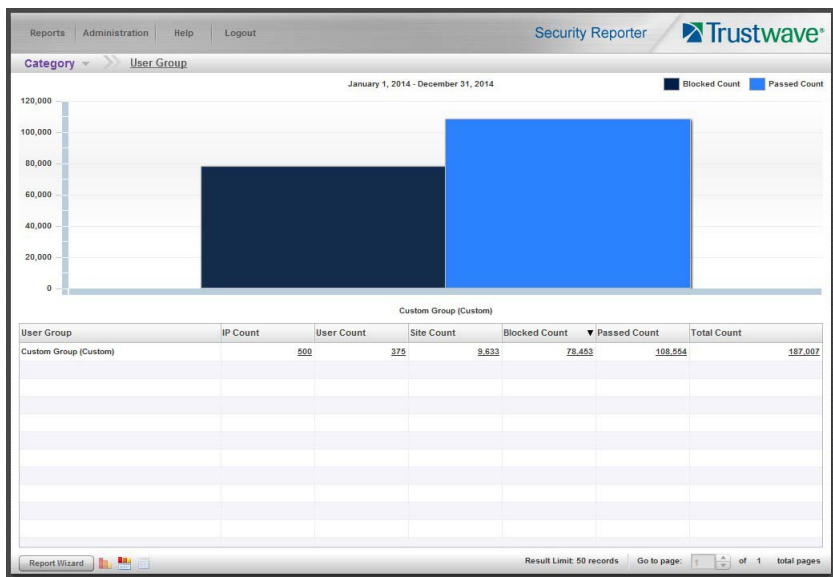 Reports Administration Help Logout Security Reporter Trustwave®
Category User Group
January 1, 2014 - December 31, 2014 Blocked Count Passed Count
120,000
100,000
80,000
60,000
40,000
20,000
0
Custom Group (Custom)
User Group IP Count User Count Site Count Blocked Count ▼ Passed Count Total Count
Custom Group (Custom) 500 375 9,633 78,453 108,554 187,007
Report Wizard Result Limit: 50 records Go to page: 1 of 1 total pages